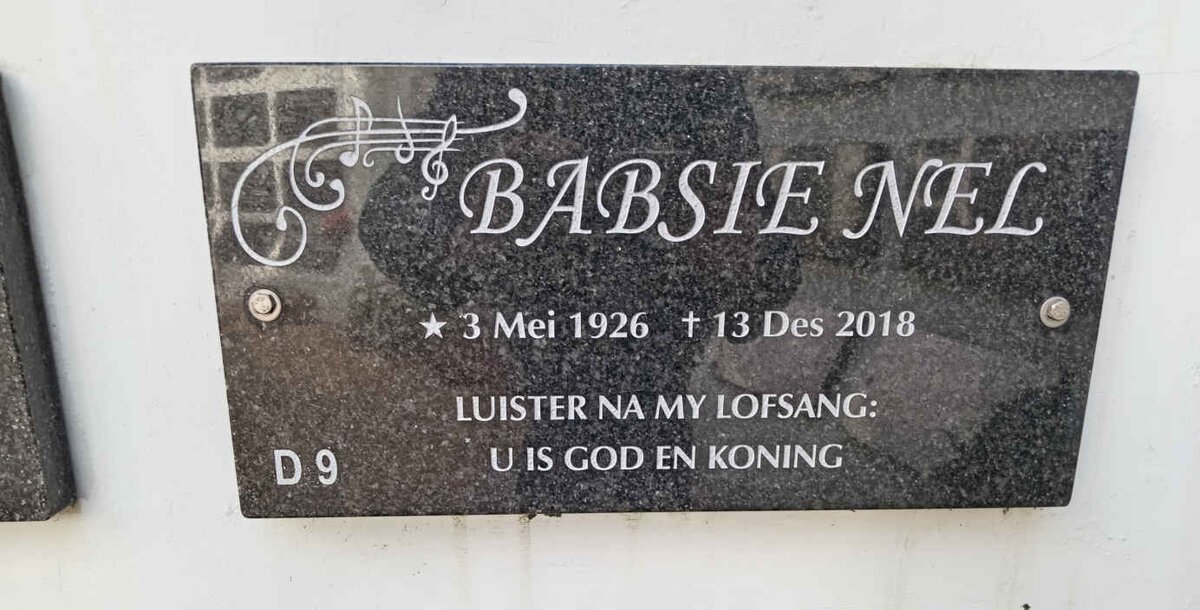 BABSIE NEL
★ 3 Mei 1926 ✝ 13 Des 2018
LUISTER NA MY LOFSANG:
U IS GOD EN KONING
D 9